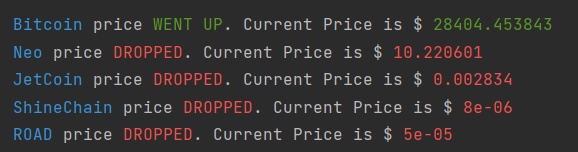 Bitcoin price WENT UP. Current Price is $ 28404.453843
Neo price DROPPED. Current Price is $ 10.220601
JetCoin price DROPPED. Current Price is $ 0.002834
ShineChain price DROPPED. Current Price is $ 8e-06
ROAD price DROPPED. Current Price is $ 5e-05